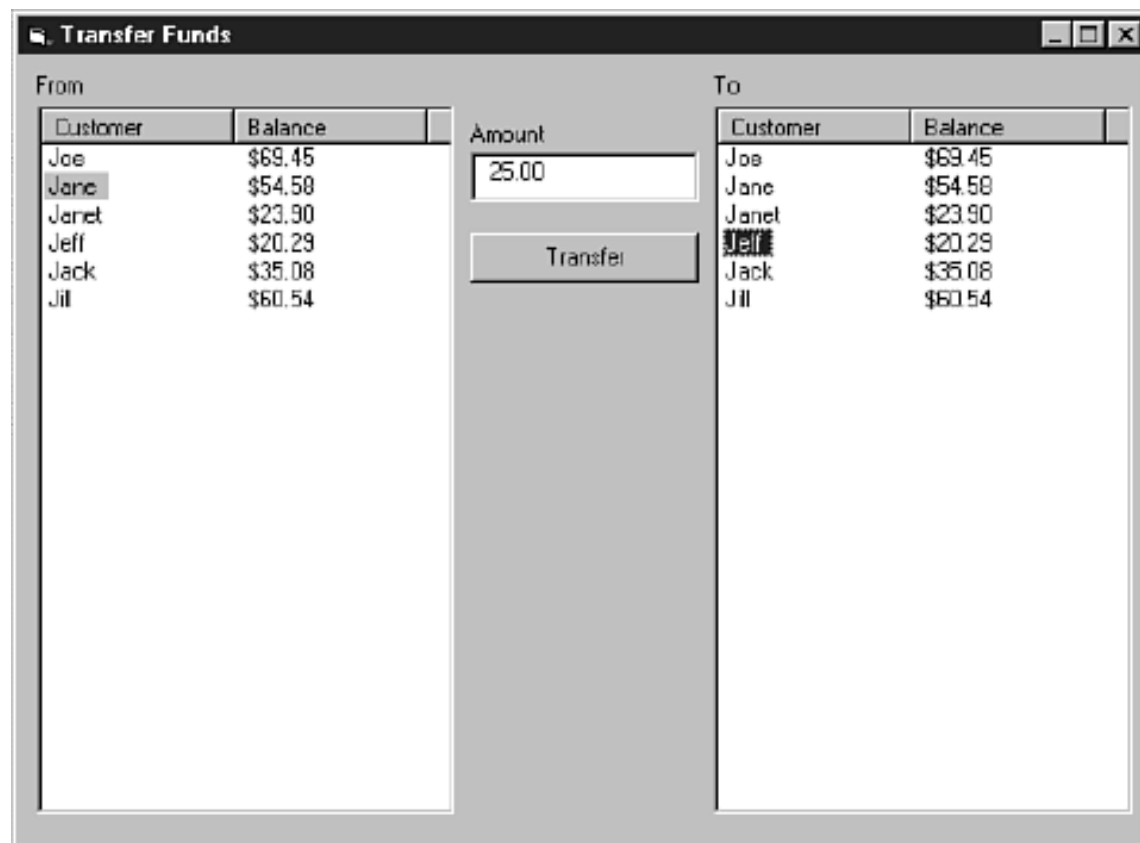 Transfer Funds
From
Customer Balance
Joe $69.45
Jane $54.58
Janet $23.90
Jeff $20.29
Jack $35.08
Jill $60.54
Amount
25.00
Transfer
To
Customer Balance
Joe $69.45
Jane $54.58
Janet $23.90
Jeff $20.29
Jack $35.08
Jill $60.54